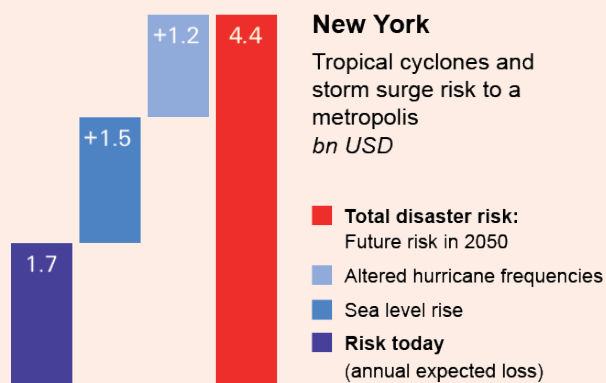 +1.2
4.4
+1.5
1.7
New York
Tropical cyclones and
storm surge risk to a
metropolis
bn USD
Total disaster risk:
Future risk in 2050
Altered hurricane frequencies
Sea level rise
Risk today
(annual expected loss)